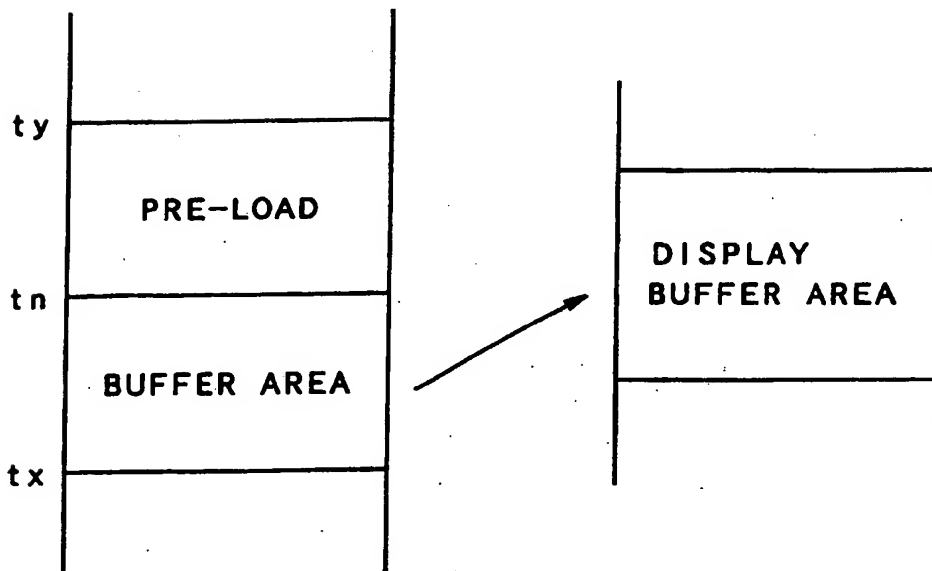 ty
PRE-LOAD
tn
BUFFER AREA
tx
DISPLAY
BUFFER AREA